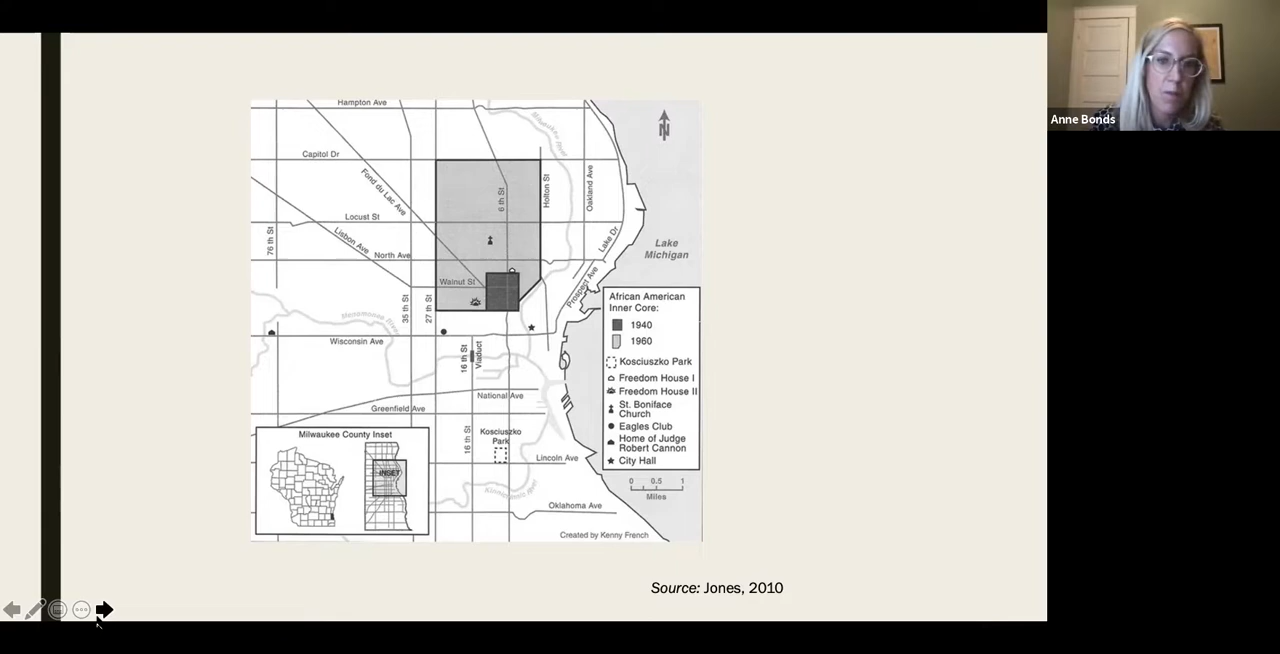 Anne Bonds
Hampton Ave
Capitol Dr
Fond du Lac Ave
Milwaukee River
6 th St
Holton St
Oakland Ave
N
Locust St
Lisbon Ave
76 th St
North Ave
Lake Dr
Lake
Michigan
Walnut St
Prospect Ave
35 th St
27 th St
Menomonee River
Wisconsin Ave
16 th St
Viaduct
National Ave
Greenfield Ave
16 th St
Kosciuszko
Park
Lincoln Ave
Kinnickinnic River
Oklahoma Ave
Created by Kenny French
African American
Inner Core:
1940
1960
Kosciuszko Park
Freedom House I
Freedom House II
St. Boniface
Church
Eagles Club
Home of Judge
Robert Cannon
City Hall
0 0.5 1
Miles
Milwaukee County Inset
INSET
Source: Jones, 2010